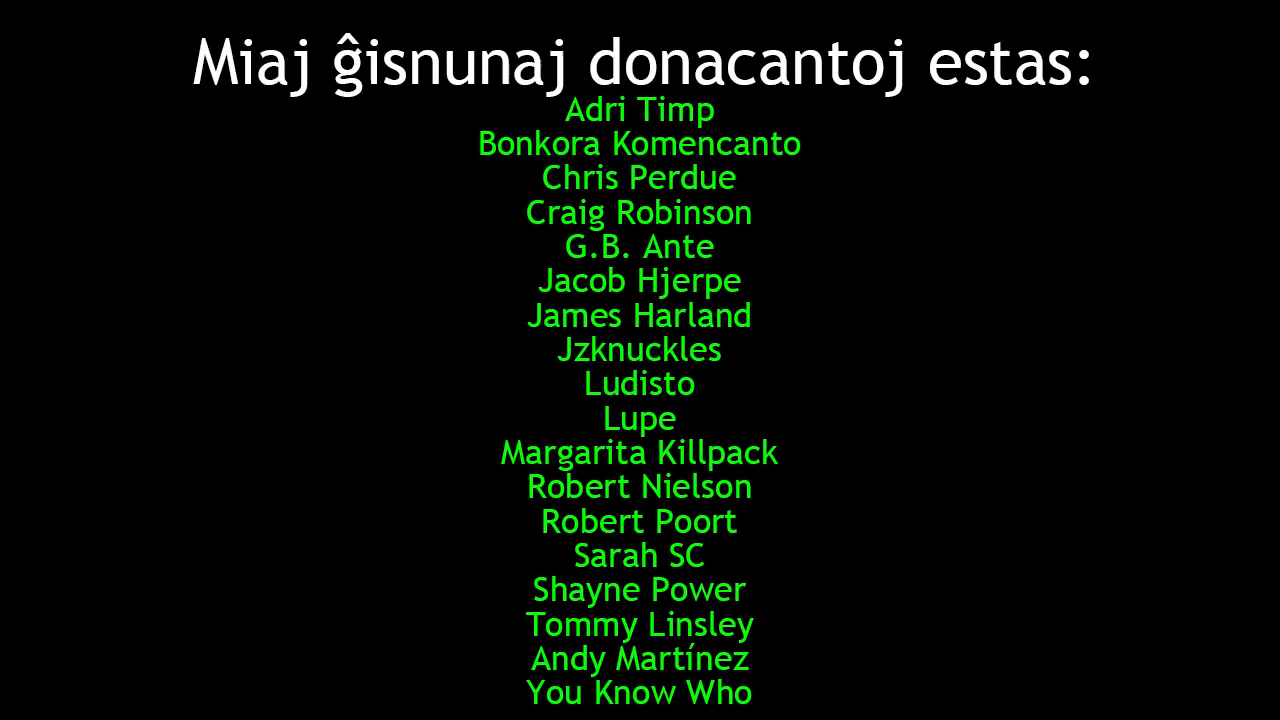 Miaj ĝisnunaj donacantoj estas:
Adri Timp
Bonkora Komencanto
Chris Perdue
Craig Robinson
G.B. Ante
Jacob Hjerpe
James Harland
Jzknuckles
Ludisto
Lupe
Margarita Killpack
Robert Nielson
Robert Poort
Sarah SC
Shayne Power
Tommy Linsley
Andy Martínez
You Know Who